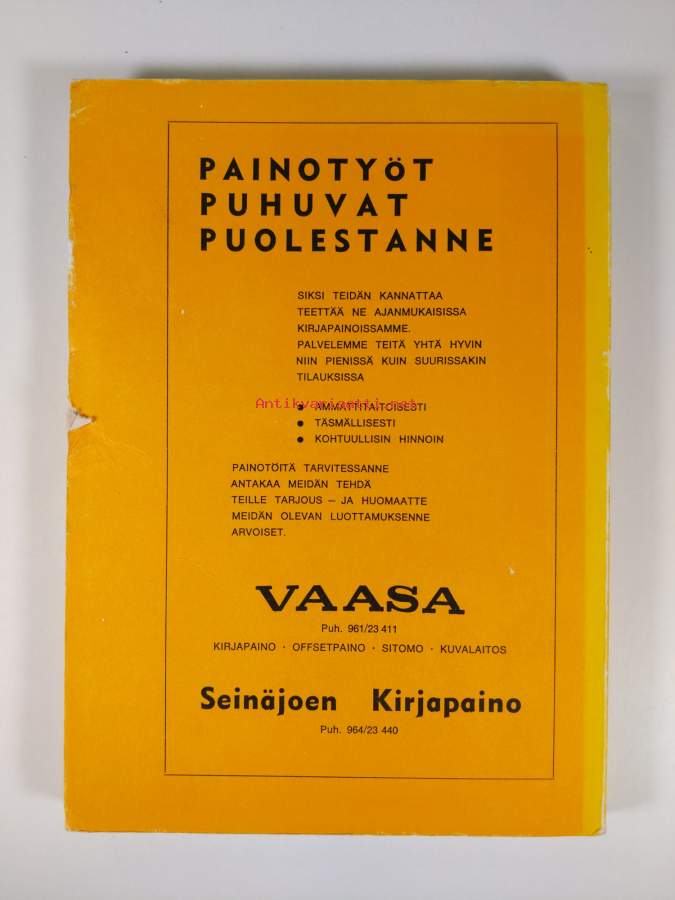 PAINOTYÖT
PUHUVAT
PUOLESTANNE
SIKSI TEIDÄN KANNATTAA
TEETTÄÄ NE AJANMUKAISISSA
KIRJAPAINOISSAMME.
PALVELEMME TEITÄ YHTÄ HYVIN
NIIN PIENISSÄ KUIN SUURISSAKIN
TILAUKSISSA
Antikvariaatti.net
● AMMATTITAITOISESTI
● TÄSMÄLLISESTI
● KOHTUULLISIN HINNOIN
PAINOTÖITÄ TARVITESSANNE
ANTAKAA MEIDÄN TEHDÄ
TEILLE TARJOUS — JA HUOMAATTE
MEIDÄN OLEVAN LUOTTAMUKSENNE
ARVOISET.
VAASA
Puh. 961/23 411
KIRJAPAINO · OFFSETPAINO · SITOMO · KUVALAITOS
Seinäjoen Kirjapaino
Puh. 964/23 440